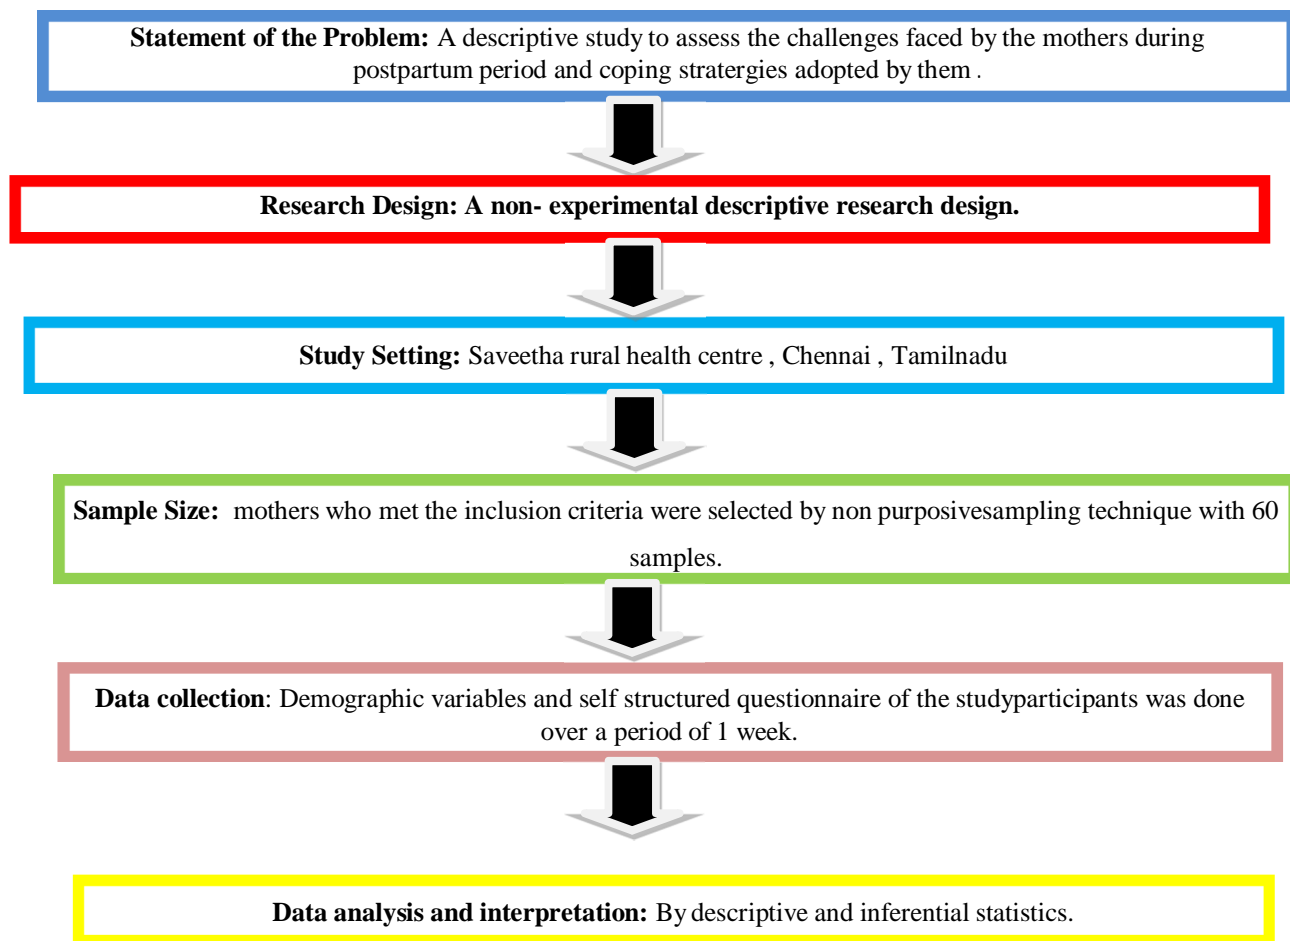 Statement of the Problem: A descriptive study to assess the challenges faced by the mothers during
postpartum period and coping stratergies adopted by them .
Research Design: A non- experimental descriptive research design.
Study Setting: Saveetha rural health centre , Chennai , Tamilnadu
Sample Size: mothers who met the inclusion criteria were selected by non purposivesampling technique with 60
samples.
Data collection: Demographic variables and self structured questionnaire of the studyparticipants was done
over a period of 1 week.
Data analysis and interpretation: By descriptive and inferential statistics.